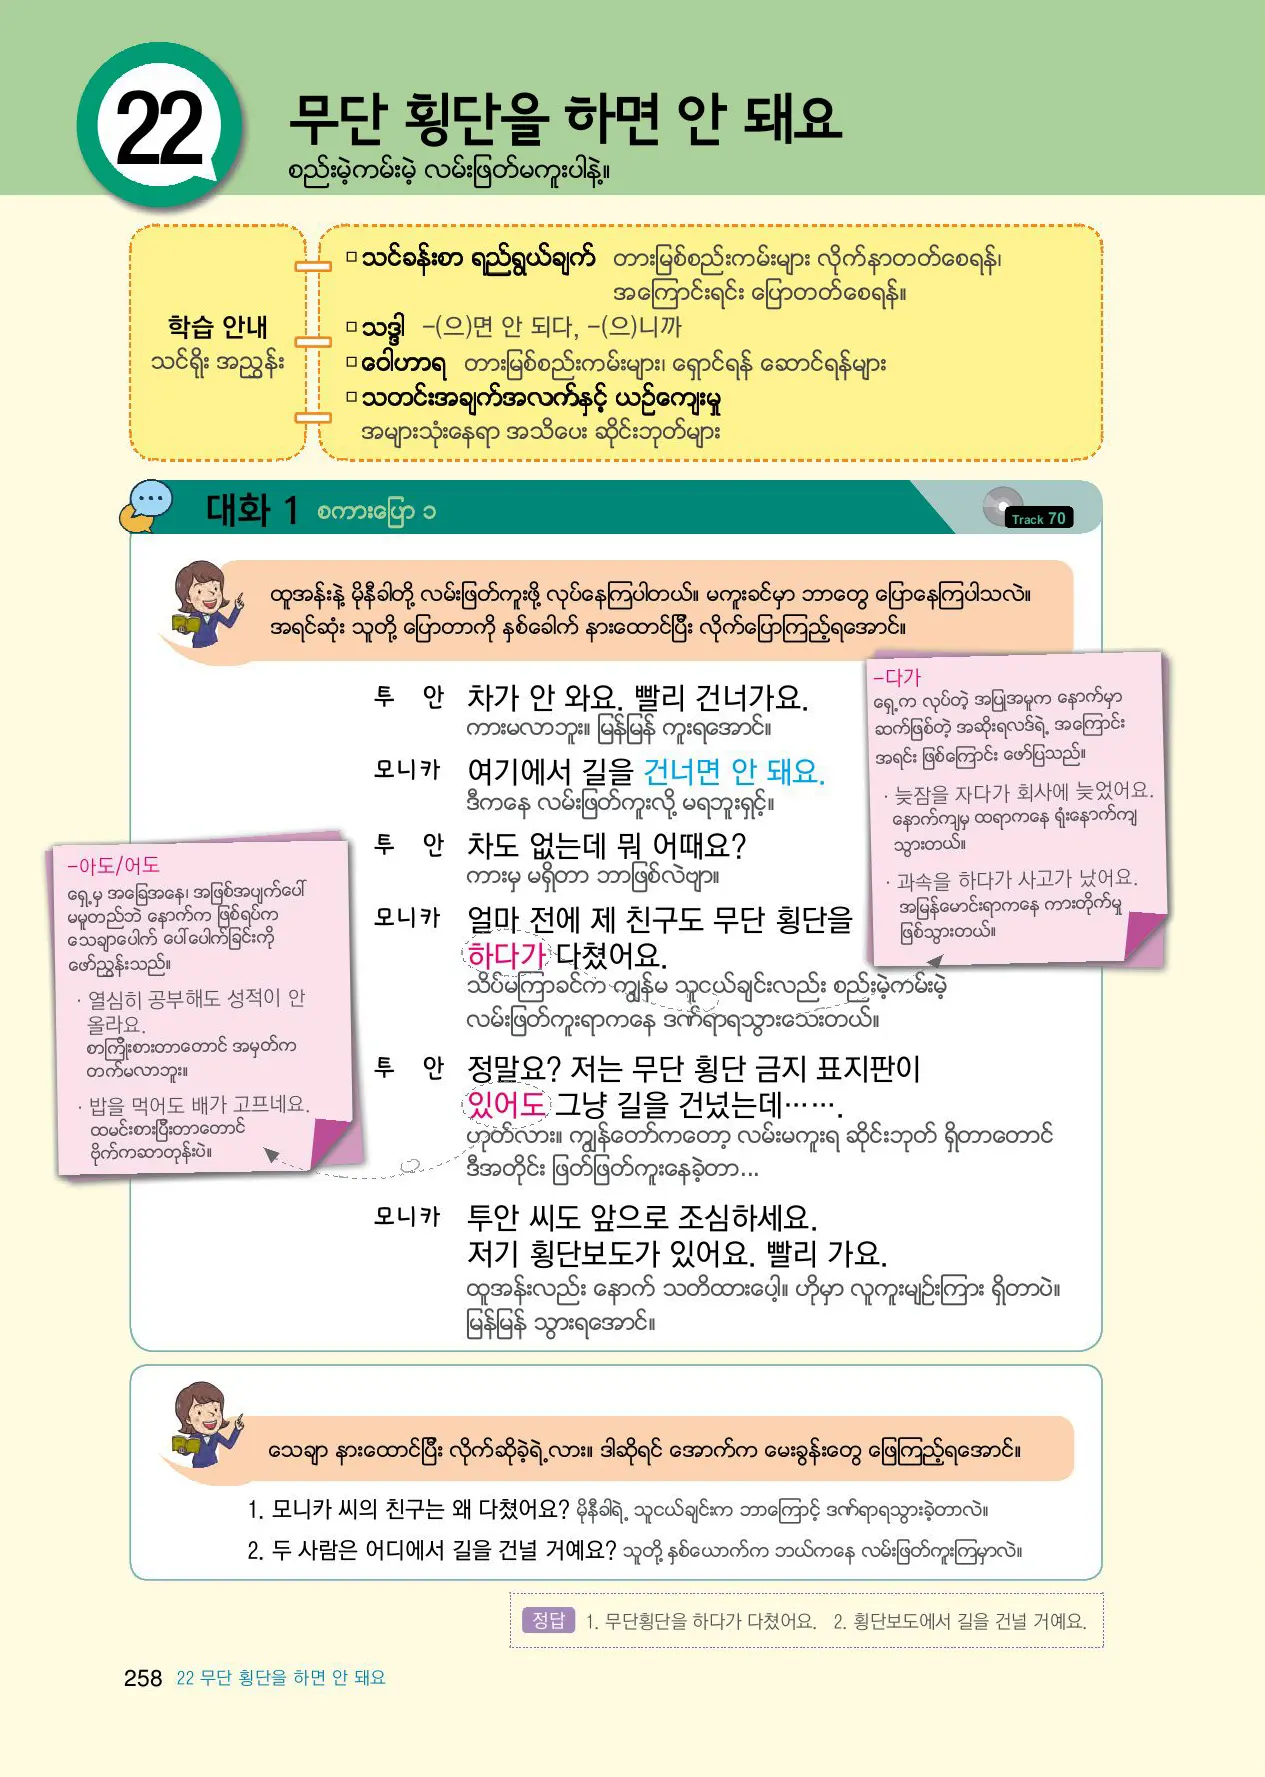 22
무단 횡단을 하면 안 돼요
စည်းမဲ့ကမ်းမဲ့ လမ်းဖြတ်မကူးပါနဲ့။
학습 안내
သင်ရိုး အညွှန်း
□ သင်ခန်းစာ ရည်ရွယ်ချက် တားမြစ်စည်းကမ်းများ လိုက်နာတတ်စေရန်၊
အကြောင်းရင်း ပြောတတ်စေရန်။
□ သဒ္ဒါ -(으)면 안 되다, -(으)니까
□ ဝေါဟာရ တားမြစ်စည်းကမ်းများ၊ ရှောင်ရန် ဆောင်ရန်များ
□ သတင်းအချက်အလက်နှင့် ယဉ်ကျေးမှု
အများသုံးနေရာ အသိပေး ဆိုင်းဘုတ်များ
대화 1 စကားပြော ၁
Track 70
ထူအန်းနဲ့ မိုနီခါတို့ လမ်းဖြတ်ကူးဖို့ လုပ်နေကြပါတယ်။ မကူးခင်မှာ ဘာတွေ ပြောနေကြပါသလဲ။
အရင်ဆုံး သူတို့ ပြောတာကို နှစ်ခေါက် နားထောင်ပြီး လိုက်ပြောကြည့်ရအောင်။
투 안 차가 안 와요. 빨리 건너가요.
ကားမလာဘူး။ မြန်မြန် ကူးရအောင်။
모니카 여기에서 길을 건너면 안 돼요.
ဒီကနေ လမ်းဖြတ်ကူးလို့ မရဘူးရှင့်။
투 안 차도 없는데 뭐 어때요?
ကားမှ မရှိတာ ဘာဖြစ်လဲဗျာ။
모니카 얼마 전에 제 친구도 무단 횡단을
하다가 다쳤어요.
သိပ်မကြာခင်က ကျွန်မ သူငယ်ချင်းလည်း စည်းမဲ့ကမ်းမဲ့
လမ်းဖြတ်ကူးရာကနေ ဒဏ်ရာရသွားသေးတယ်။
투 안 정말요? 저는 무단 횡단 금지 표지판이
있어도 그냥 길을 건넜는데…….
ဟုတ်လား။ ကျွန်တော်ကတော့ လမ်းမကူးရ ဆိုင်းဘုတ် ရှိတာတောင်
ဒီအတိုင်း ဖြတ်ဖြတ်ကူးနေခဲ့တာ...
모니카 투안 씨도 앞으로 조심하세요.
저기 횡단보도가 있어요. 빨리 가요.
ထူအန်းလည်း နောက် သတိထားပေါ့။ ဟိုမှာ လူကူးမျဉ်းကြား ရှိတာပဲ။
မြန်မြန် သွားရအောင်။
-다가
ရှေ့က လုပ်တဲ့ အပြုအမူက နောက်မှာ
ဆက်ဖြစ်တဲ့ အဆိုးရလဒ်ရဲ့ အကြောင်း
အရင်း ဖြစ်ကြောင်း ဖော်ပြသည်။
· 늦잠을 자다가 회사에 늦었어요.
နောက်ကျမှ ထရာကနေ ရုံးနောက်ကျ
သွားတယ်။
· 과속을 하다가 사고가 났어요.
အမြန်မောင်းရာကနေ ကားတိုက်မှု
ဖြစ်သွားတယ်။
-아도/어도
ရှေ့မှ အခြေအနေ၊ အဖြစ်အပျက်ပေါ်
မမူတည်ဘဲ နောက်က ဖြစ်ရပ်က
သေချာပေါက် ပေါ်ပေါက်ခြင်းကို
ဖော်ညွှန်းသည်။
· 열심히 공부해도 성적이 안
올라요.
စာကြိုးစားတာတောင် အမှတ်က
တက်မလာဘူး။
· 밥을 먹어도 배가 고프네요.
ထမင်းစားပြီးတာတောင်
ဗိုက်ကဆာတုန်းပဲ။
သေချာ နားထောင်ပြီး လိုက်ဆိုခဲ့ရဲ့လား။ ဒါဆိုရင် အောက်က မေးခွန်းတွေ ဖြေကြည့်ရအောင်။
1. 모니카 씨의 친구는 왜 다쳤어요? မိုနီခါရဲ့ သူငယ်ချင်းက ဘာကြောင့် ဒဏ်ရာရသွားခဲ့တာလဲ။
2. 두 사람은 어디에서 길을 건널 거예요? သူတို့ နှစ်ယောက်က ဘယ်ကနေ လမ်းဖြတ်ကူးကြမှာလဲ။
정답 1. 무단횡단을 하다가 다쳤어요. 2. 횡단보도에서 길을 건널 거예요.
258 22 무단 횡단을 하면 안 돼요